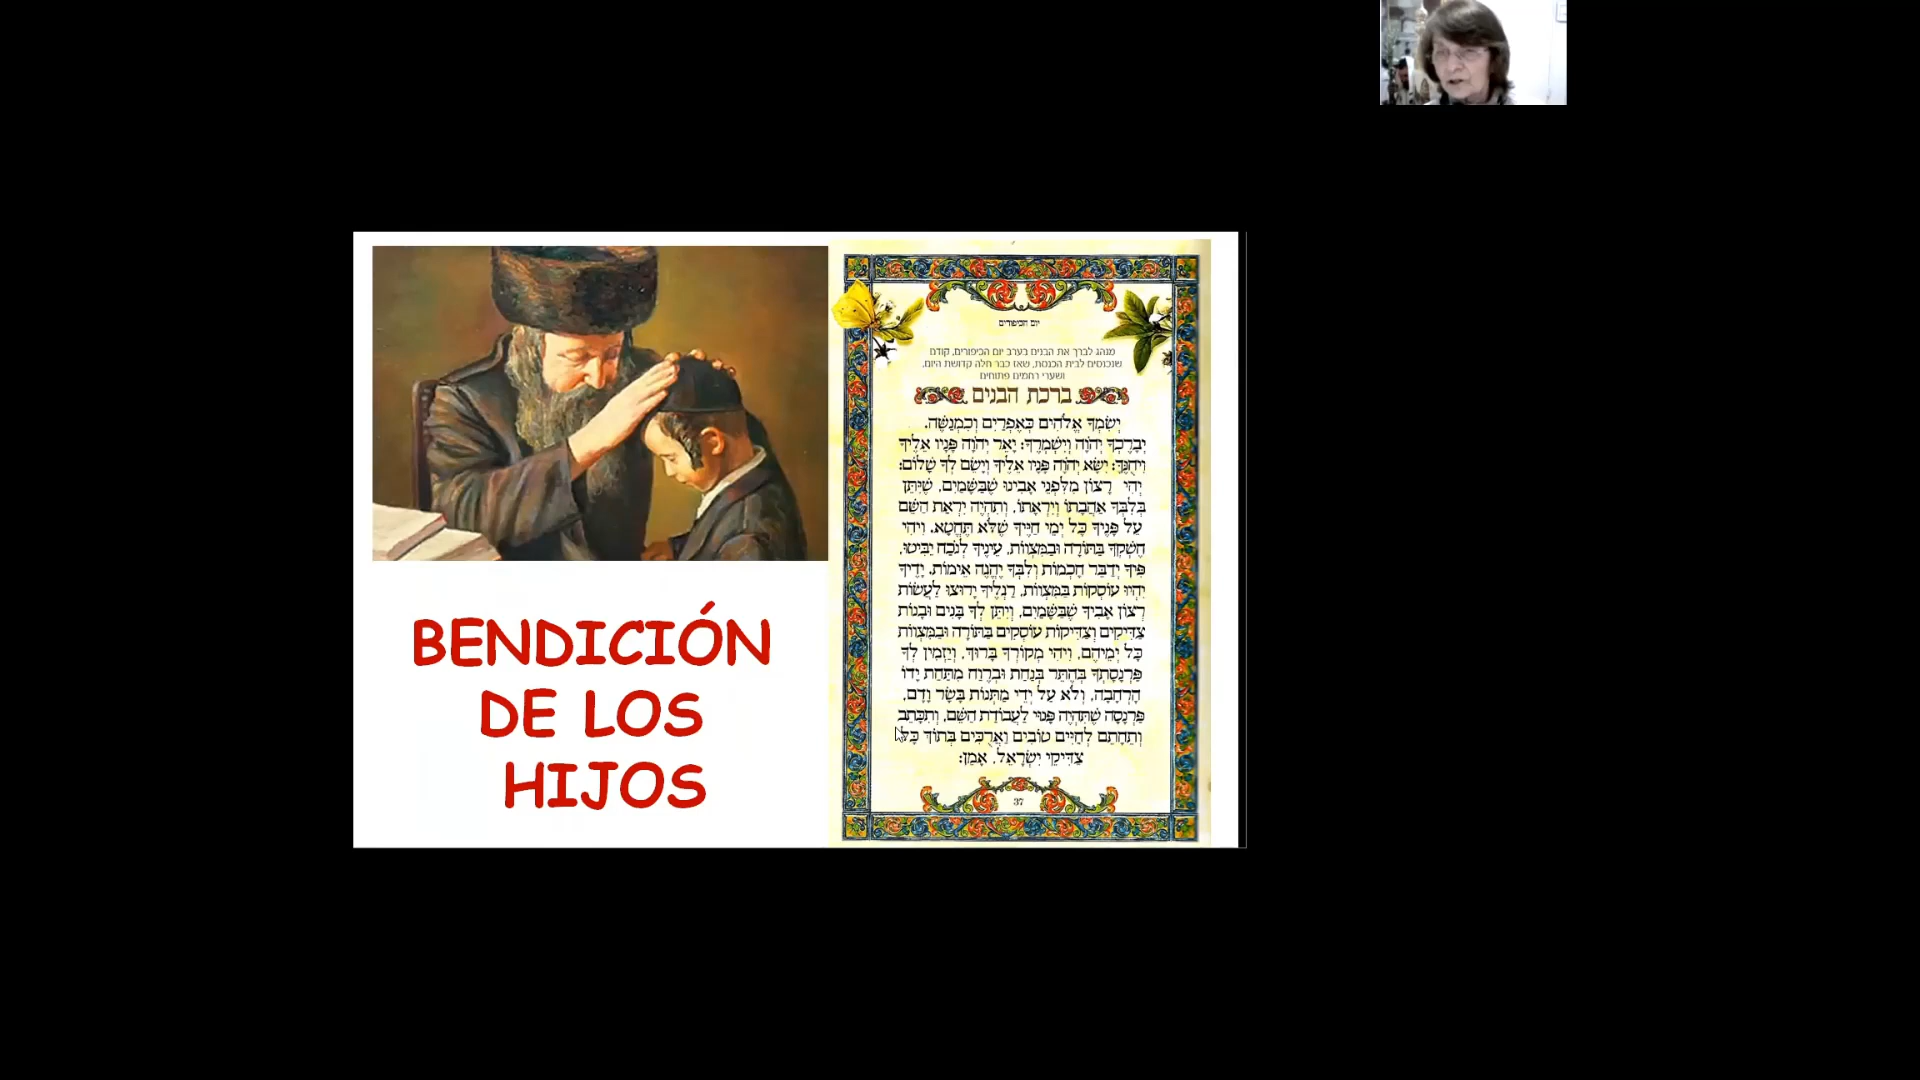 BENDICIÓN
DE LOS
HIJOS
יום הכיפורים
מנהג לברך את הבנים בערב יום הכיפורים, קודם
שנכנסים לבית הכנסת, שאז כבר חלה קדושת היום,
ושערי רחמים פתוחים
ברכת הבנים
יְשִׂמְךָ אֱלֹהִים כְּאֶפְרַיִם וְכִמְנַשֶּׁה.
יְבָרֶכְךָ יְהֹוָה וְיִשְׁמְרֶךָ: יָאֵר יְהֹוָה פָּנָיו אֵלֶיךָ
וִיחֻנֶּךָּ: יִשָּׂא יְהֹוָה פָּנָיו אֵלֶיךָ וְיָשֵׂם לְךָ שָׁלוֹם:
יְהִי רָצוֹן מִלִּפְנֵי אָבִינוּ שֶׁבַּשָּׁמַיִם, שֶׁיִּתֵּן
בְּלִבְּךָ אַהֲבָתוֹ וְיִרְאָתוֹ, וְתִהְיֶה יִרְאַת הַשֵּׁם
עַל פָּנֶיךָ כָּל יְמֵי חַיֶּיךָ שֶׁלֹּא תֶּחֱטָא, וִיהִי
חֶשְׁקְךָ בַּתּוֹרָה וּבַמִּצְווֹת, עֵינֶיךָ לְנֹכַח יַבִּיטוּ,
פִּיךָ יְדַבֵּר חָכְמוֹת וְלִבְּךָ יֶהְגֶּה אֵימוֹת, יָדֶיךָ
יִהְיוּ עוֹסְקוֹת בְּמִצְווֹת, רַגְלֶיךָ יָרוּצוּ לַעֲשׂוֹת
רְצוֹן אָבִיךָ שֶׁבַּשָּׁמַיִם, וְיִתֵּן לְךָ בָּנִים וּבָנוֹת
צַדִּיקִים וְצִדְקָנִיּוֹת עוֹסְקִים בַּתּוֹרָה וּבַמִּצְווֹת
כָּל יְמֵיהֶם, וִיהִי מְקוֹרְךָ בָּרוּךְ, וְיַזְמִין לְךָ
פַּרְנָסָתְךָ בְּהֶתֵּר בְּנַחַת וּבְרֶוַח מִתַּחַת יָדוֹ
הָרְחָבָה, וְלֹא עַל יְדֵי מַתְּנוֹת בָּשָׂר וָדָם,
פַּרְנָסָה שֶׁתִּהְיֶה פָּנוּי לַעֲבוֹדַת הַשֵּׁם, וְתִכָּתֵב
וְתֵחָתֵם לְחַיִּים טוֹבִים וַאֲרֻכִּים בְּתוֹךְ כָּל
צַדִּיקֵי יִשְׂרָאֵל, אָמֵן:
37